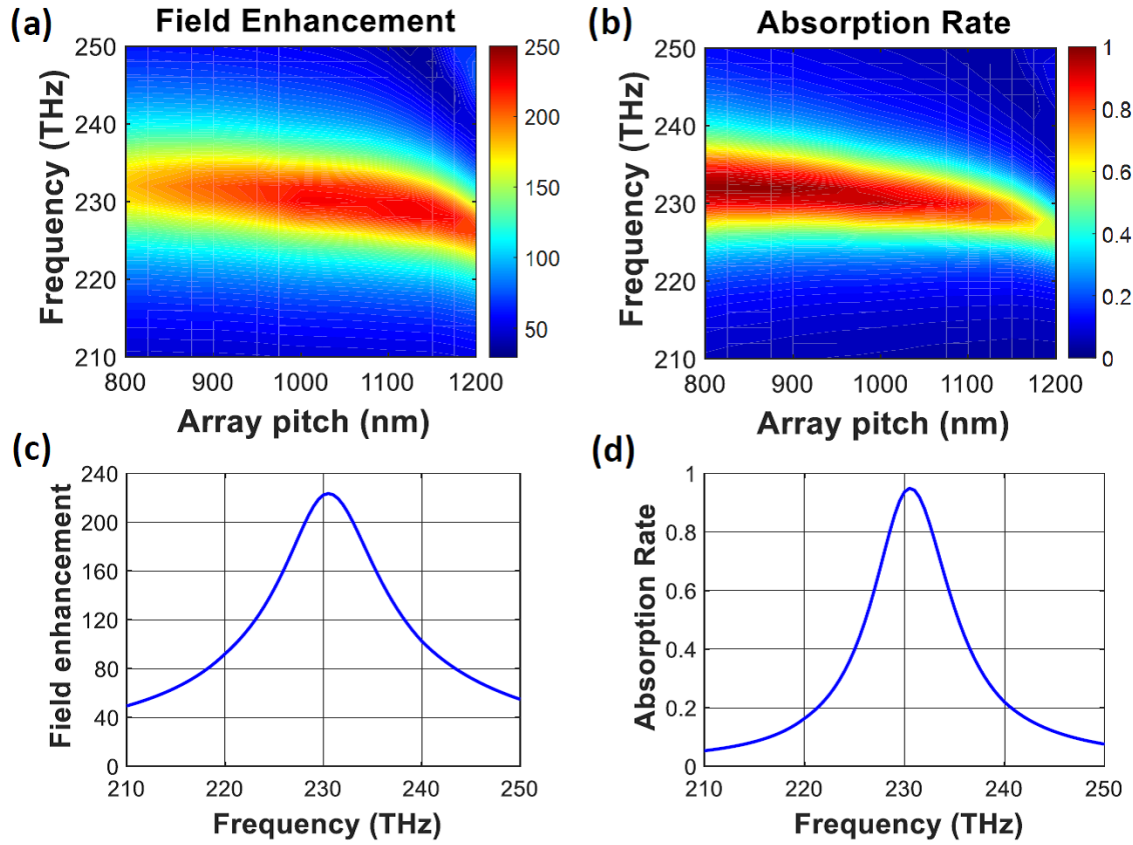 (a) Field Enhancement
Frequency (THz)
250
240
230
220
210
800 900 1000 1100 1200
Array pitch (nm)
250
200
150
100
50
(b) Absorption Rate
Frequency (THz)
250
240
230
220
210
800 900 1000 1100 1200
Array pitch (nm)
1
0.8
0.6
0.4
0.2
0
(c)
Field enhancement
240
200
160
120
80
40
0
210 220 230 240 250
Frequency (THz)
(d)
Absorption Rate
1
0.8
0.6
0.4
0.2
0
210 220 230 240 250
Frequency (THz)